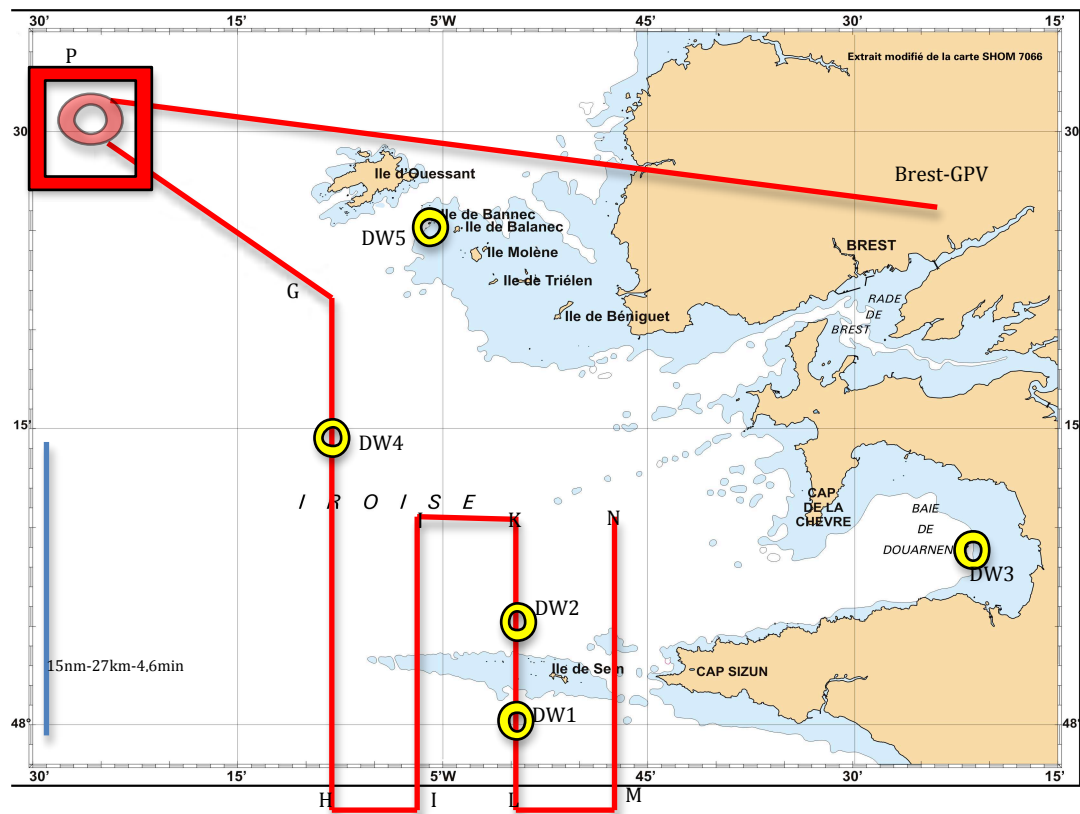 30' 15' 5°W 45' 30' 15'
P
Extrait modifié de la carte SHOM 7066
30'
Ile d'Ouessant
Brest-GPV
Ile de Bannec
Ile de Balanec
DW5
BREST
Ile Molène
Ile de Triélen
G
RADE
DE
BREST
Ile de Béniguet
15' 15'
DW4
I R O I S E
CAP
DE LA
CHEVRE
J K N
BAIE
DE
DOUARNEN
DW3
DW2
15nm-27km-4,6min
Ile de Sein
CAP SIZUN
DW1
48° 48°
30' 15' 5°W 45' 30' 15'
H I L M